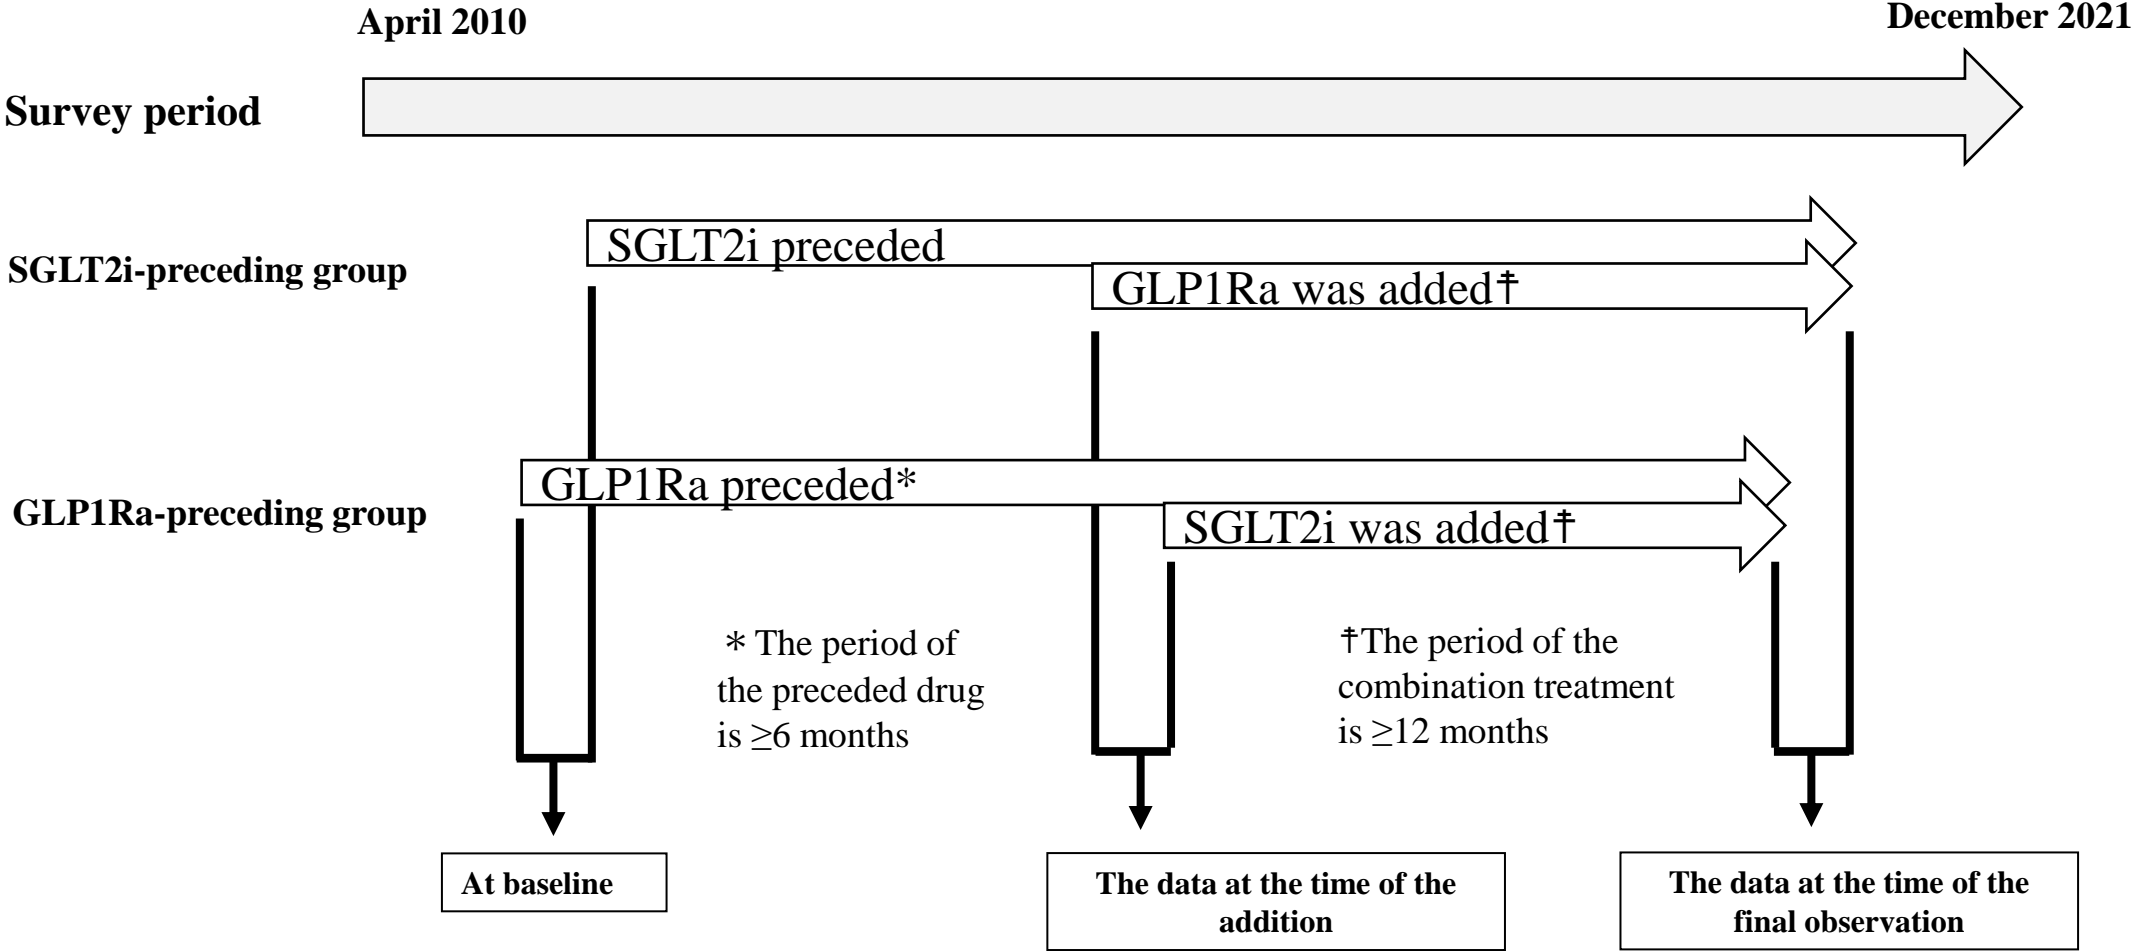 April 2010
December 2021
Survey period
SGLT2i preceded
SGLT2i-preceding group
GLP1Ra was added☨
GLP1Ra preceded*
GLP1Ra-preceding group
SGLT2i was added☨
* The period of
the preceded drug
is ≥6 months
☨The period of the
combination treatment
is ≥12 months
At baseline
The data at the time of the
addition
The data at the time of the
final observation